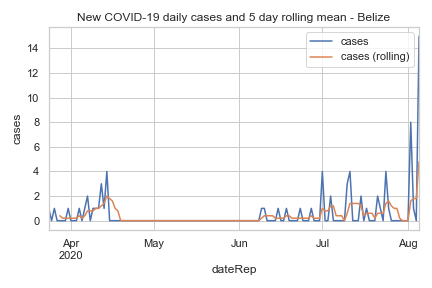 New COVID-19 daily cases and 5 day rolling mean - Belize
cases
cases (rolling)
cases
14
12
10
8
6
4
2
0
Apr
2020
May
Jun
Jul
Aug
dateRep